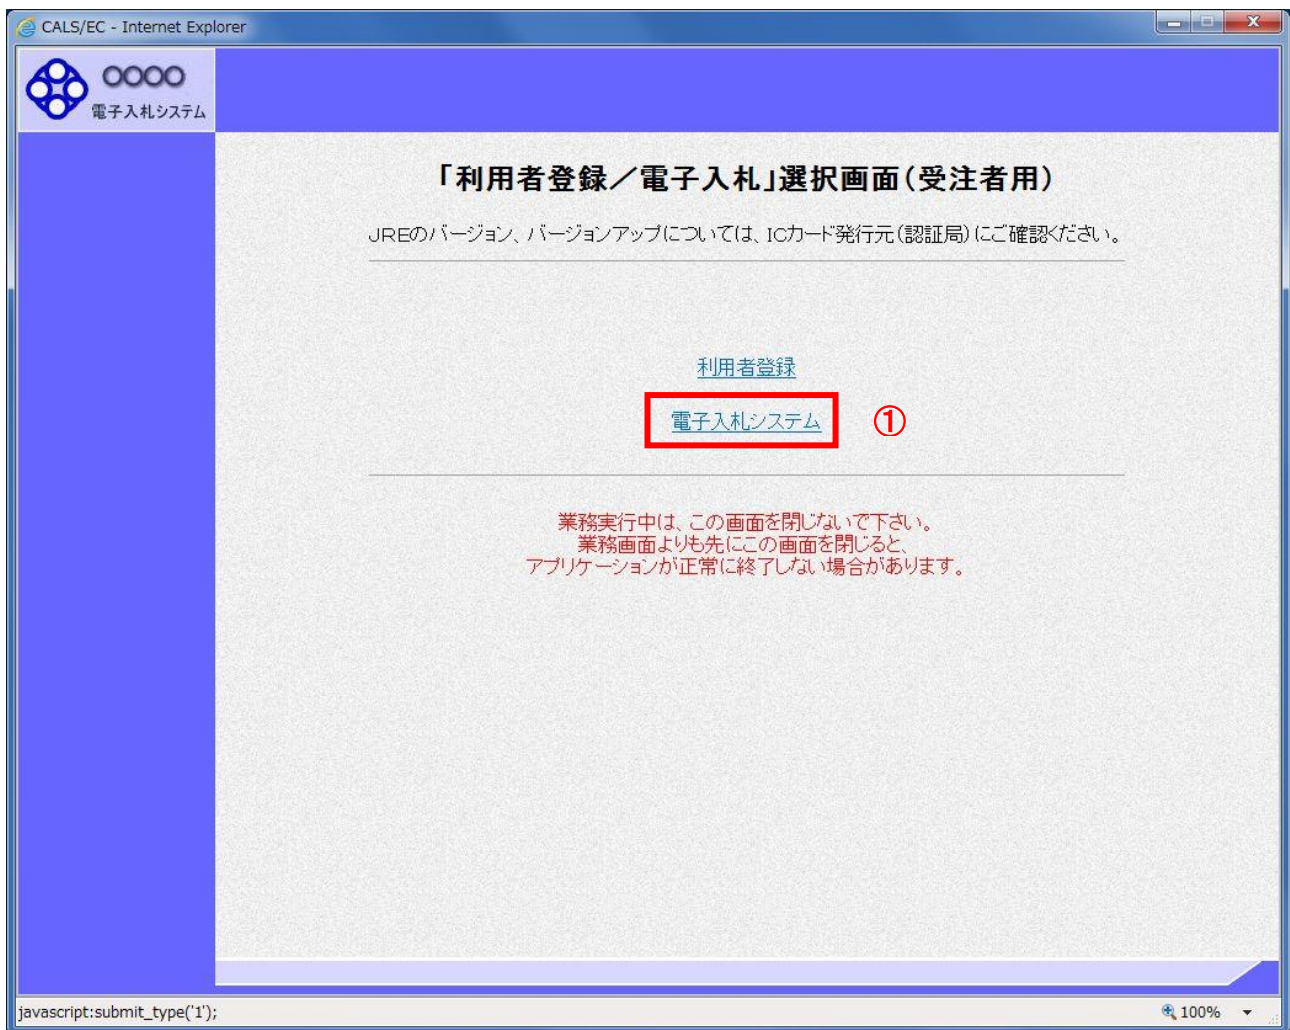 CALS/EC - Internet Explorer
〇〇〇〇
電子入札システム
「利用者登録／電子入札」選択画面(受注者用)
JREのバージョン、バージョンアップについては、ICカード発行元(認証局)にご確認ください。
利用者登録
電子入札システム ①
業務実行中は、この画面を閉じないで下さい。
業務画面よりも先にこの画面を閉じると、
アプリケーションが正常に終了しない場合があります。
javascript:submit_type('1'); 100%